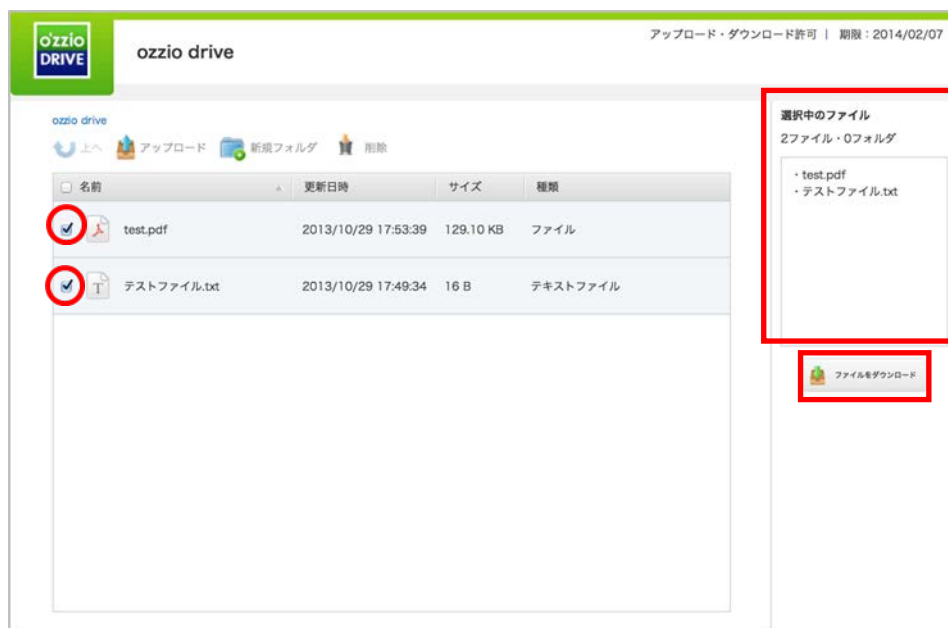 o'zzio
DRIVE
ozzio drive
アップロード・ダウンロード許可 | 期限：2014/02/07
ozzio drive
上へ アップロード 新規フォルダ 削除
名前 更新日時 サイズ 種類
test.pdf 2013/10/29 17:53:39 129.10 KB ファイル
T テストファイル.txt 2013/10/29 17:49:34 16 B テキストファイル
選択中のファイル
2ファイル・0フォルダ
・test.pdf
・テストファイル.txt
ファイルをダウンロード